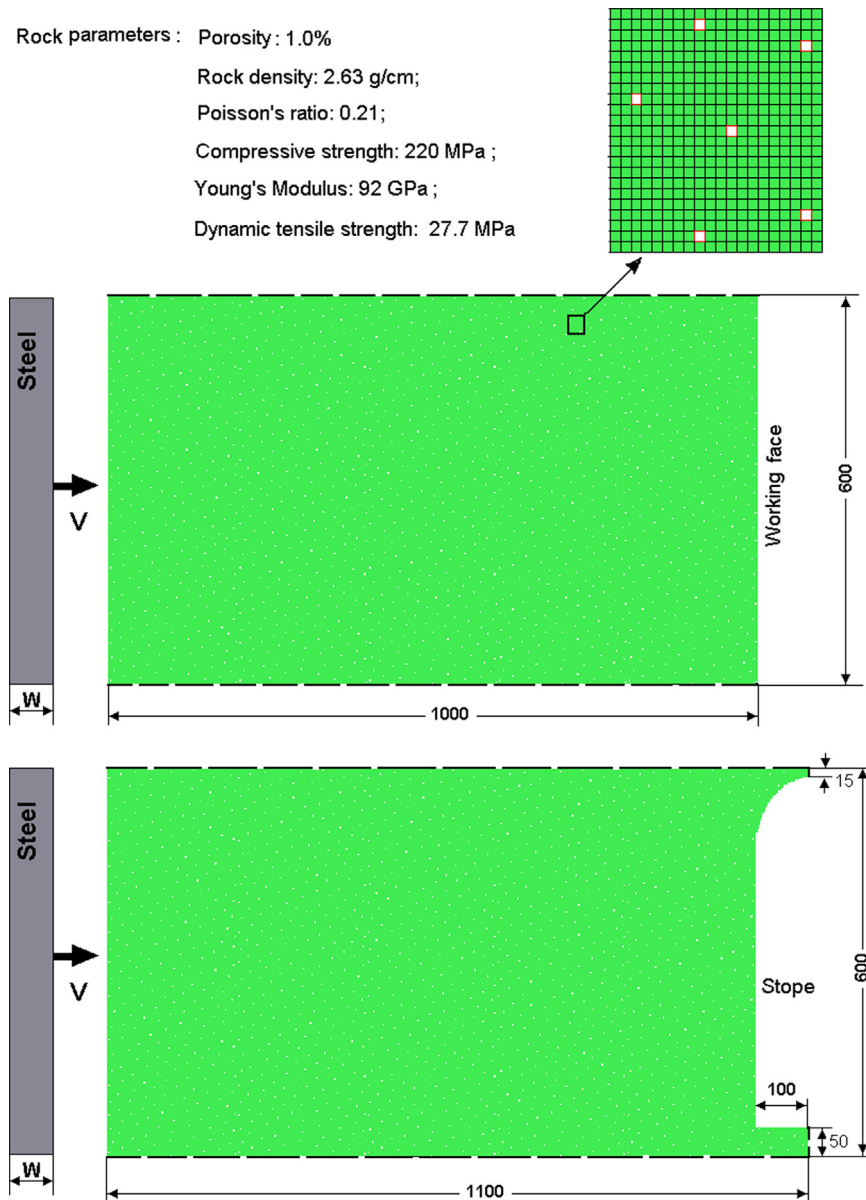 Rock parameters : Porosity : 1.0%
Rock density: 2.63 g/cm;
Poisson's ratio: 0.21;
Compressive strength: 220 MPa ;
Young's Modulus: 92 GPa ;
Dynamic tensile strength: 27.7 MPa
Steel
V
W
Working face
600
1000
Steel
V
W
15
600
Stope
100
50
1100